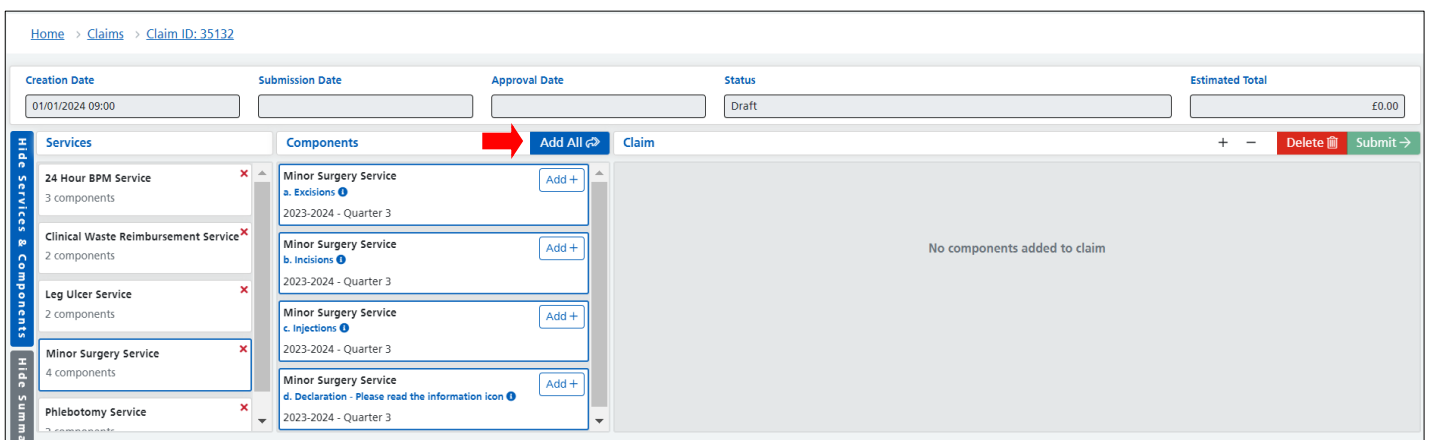 Home > Claims > Claim ID: 35132
Creation Date
Submission Date
Approval Date
Status
Estimated Total
01/01/2024 09:00
Draft
£0.00
Hide Services & Components
Services
Components
Add All
Claim
+ −
Delete
Submit
24 Hour BPM Service
3 components
Clinical Waste Reimbursement Service
2 components
Leg Ulcer Service
2 components
Minor Surgery Service
4 components
Phlebotomy Service
Minor Surgery Service
a. Excisions
2023-2024 - Quarter 3
Add +
Minor Surgery Service
b. Incisions
2023-2024 - Quarter 3
Add +
Minor Surgery Service
c. Injections
2023-2024 - Quarter 3
Add +
Minor Surgery Service
d. Declaration - Please read the information icon
2023-2024 - Quarter 3
Add +
No components added to claim
Hide